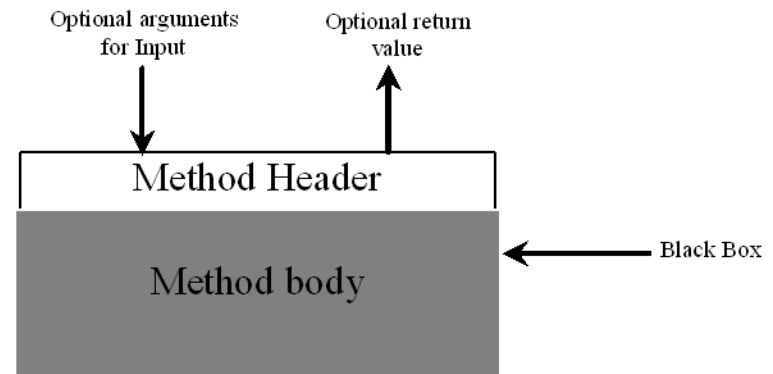 Optional arguments
for Input
Optional return
value
Method Header
Method body
Black Box